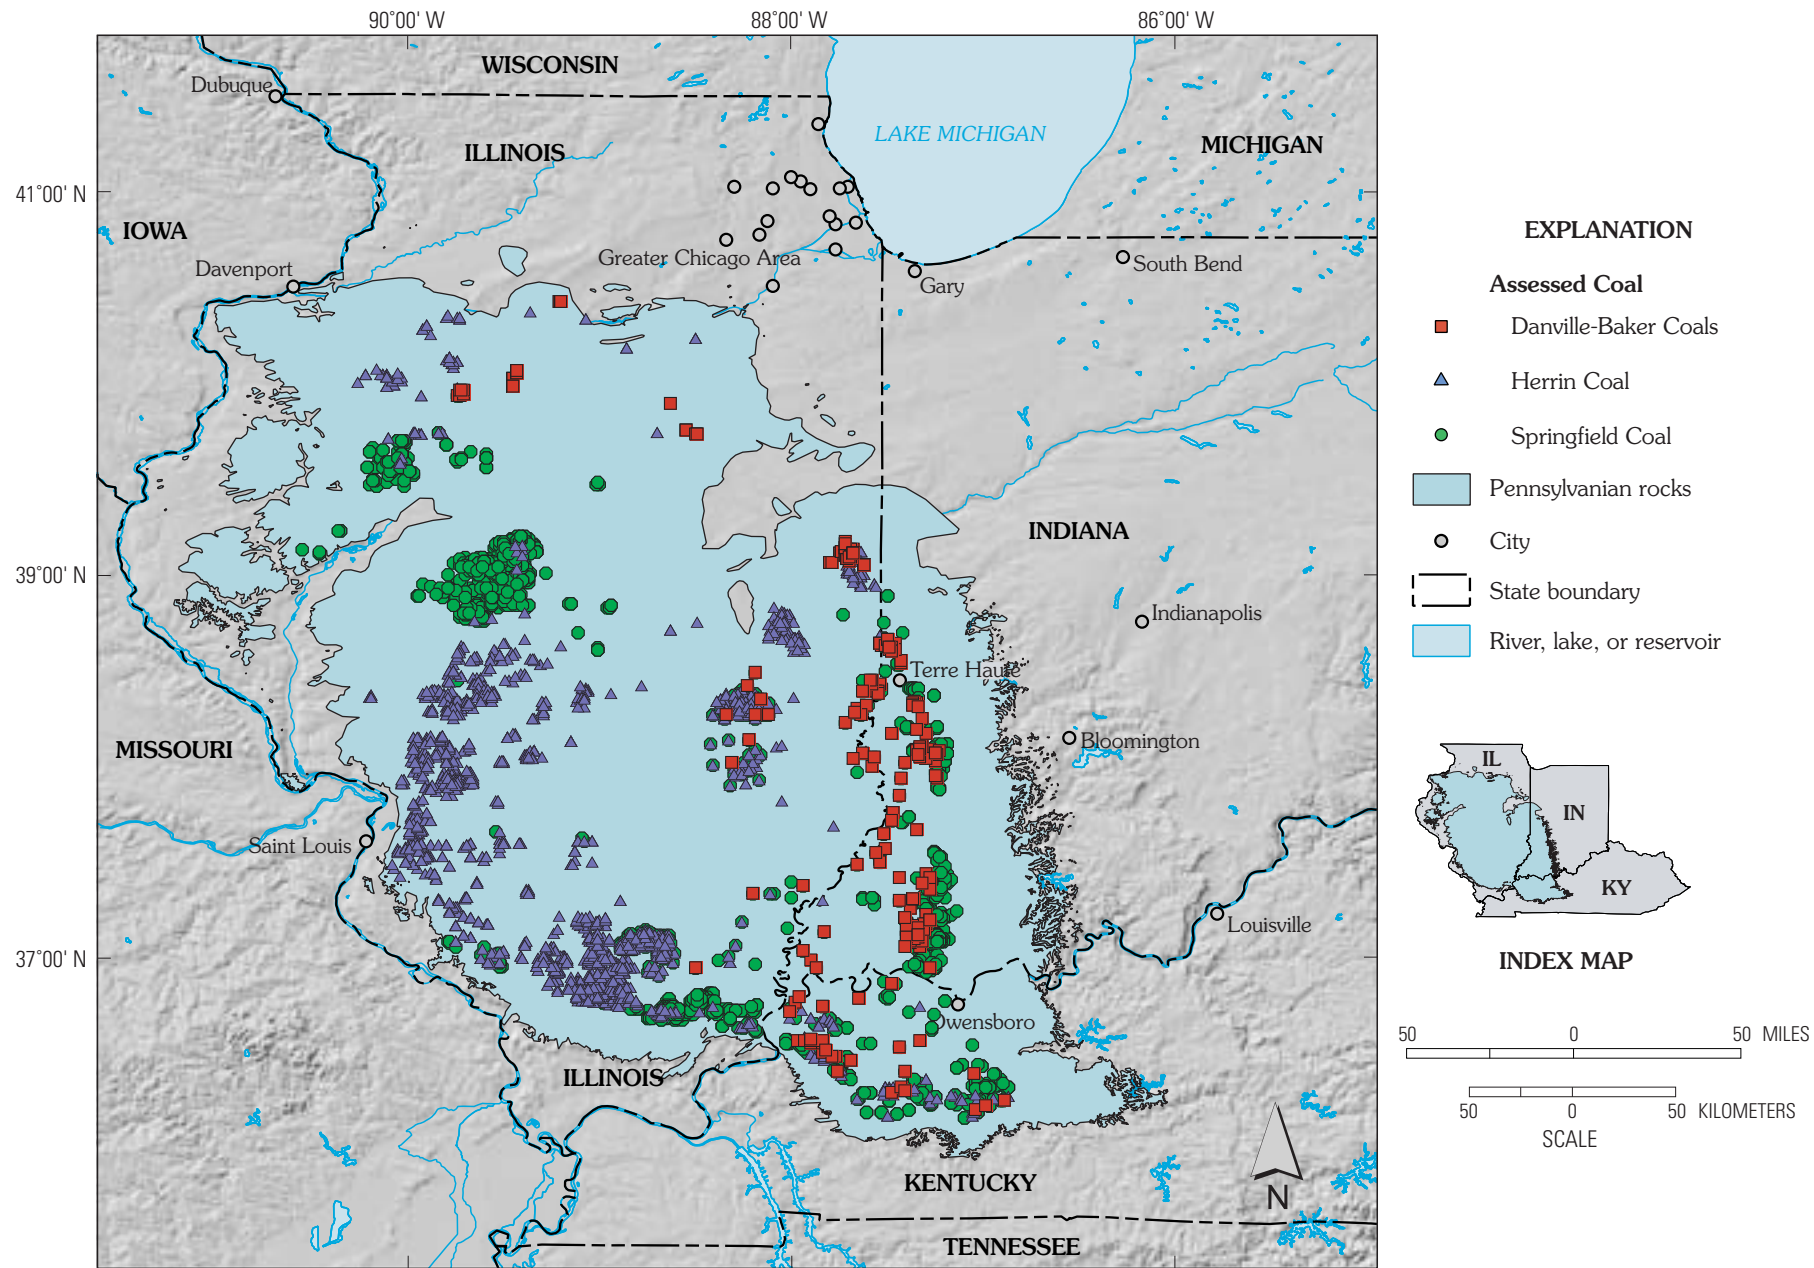 90°00' W
88°00' W
86°00' W
WISCONSIN
Dubuque
LAKE MICHIGAN
ILLINOIS
MICHIGAN
41°00' N
IOWA
Greater Chicago Area
Davenport
South Bend
Gary
INDIANA
39°00' N
Indianapolis
Terre Haute
Bloomington
MISSOURI
Saint Louis
Louisville
37°00' N
Owensboro
ILLINOIS
KENTUCKY
N
TENNESSEE
EXPLANATION
Assessed Coal
Danville-Baker Coals
Herrin Coal
Springfield Coal
Pennsylvanian rocks
City
State boundary
River, lake, or reservoir
IL
IN
KY
INDEX MAP
50 0 50 MILES
50 0 50 KILOMETERS
SCALE